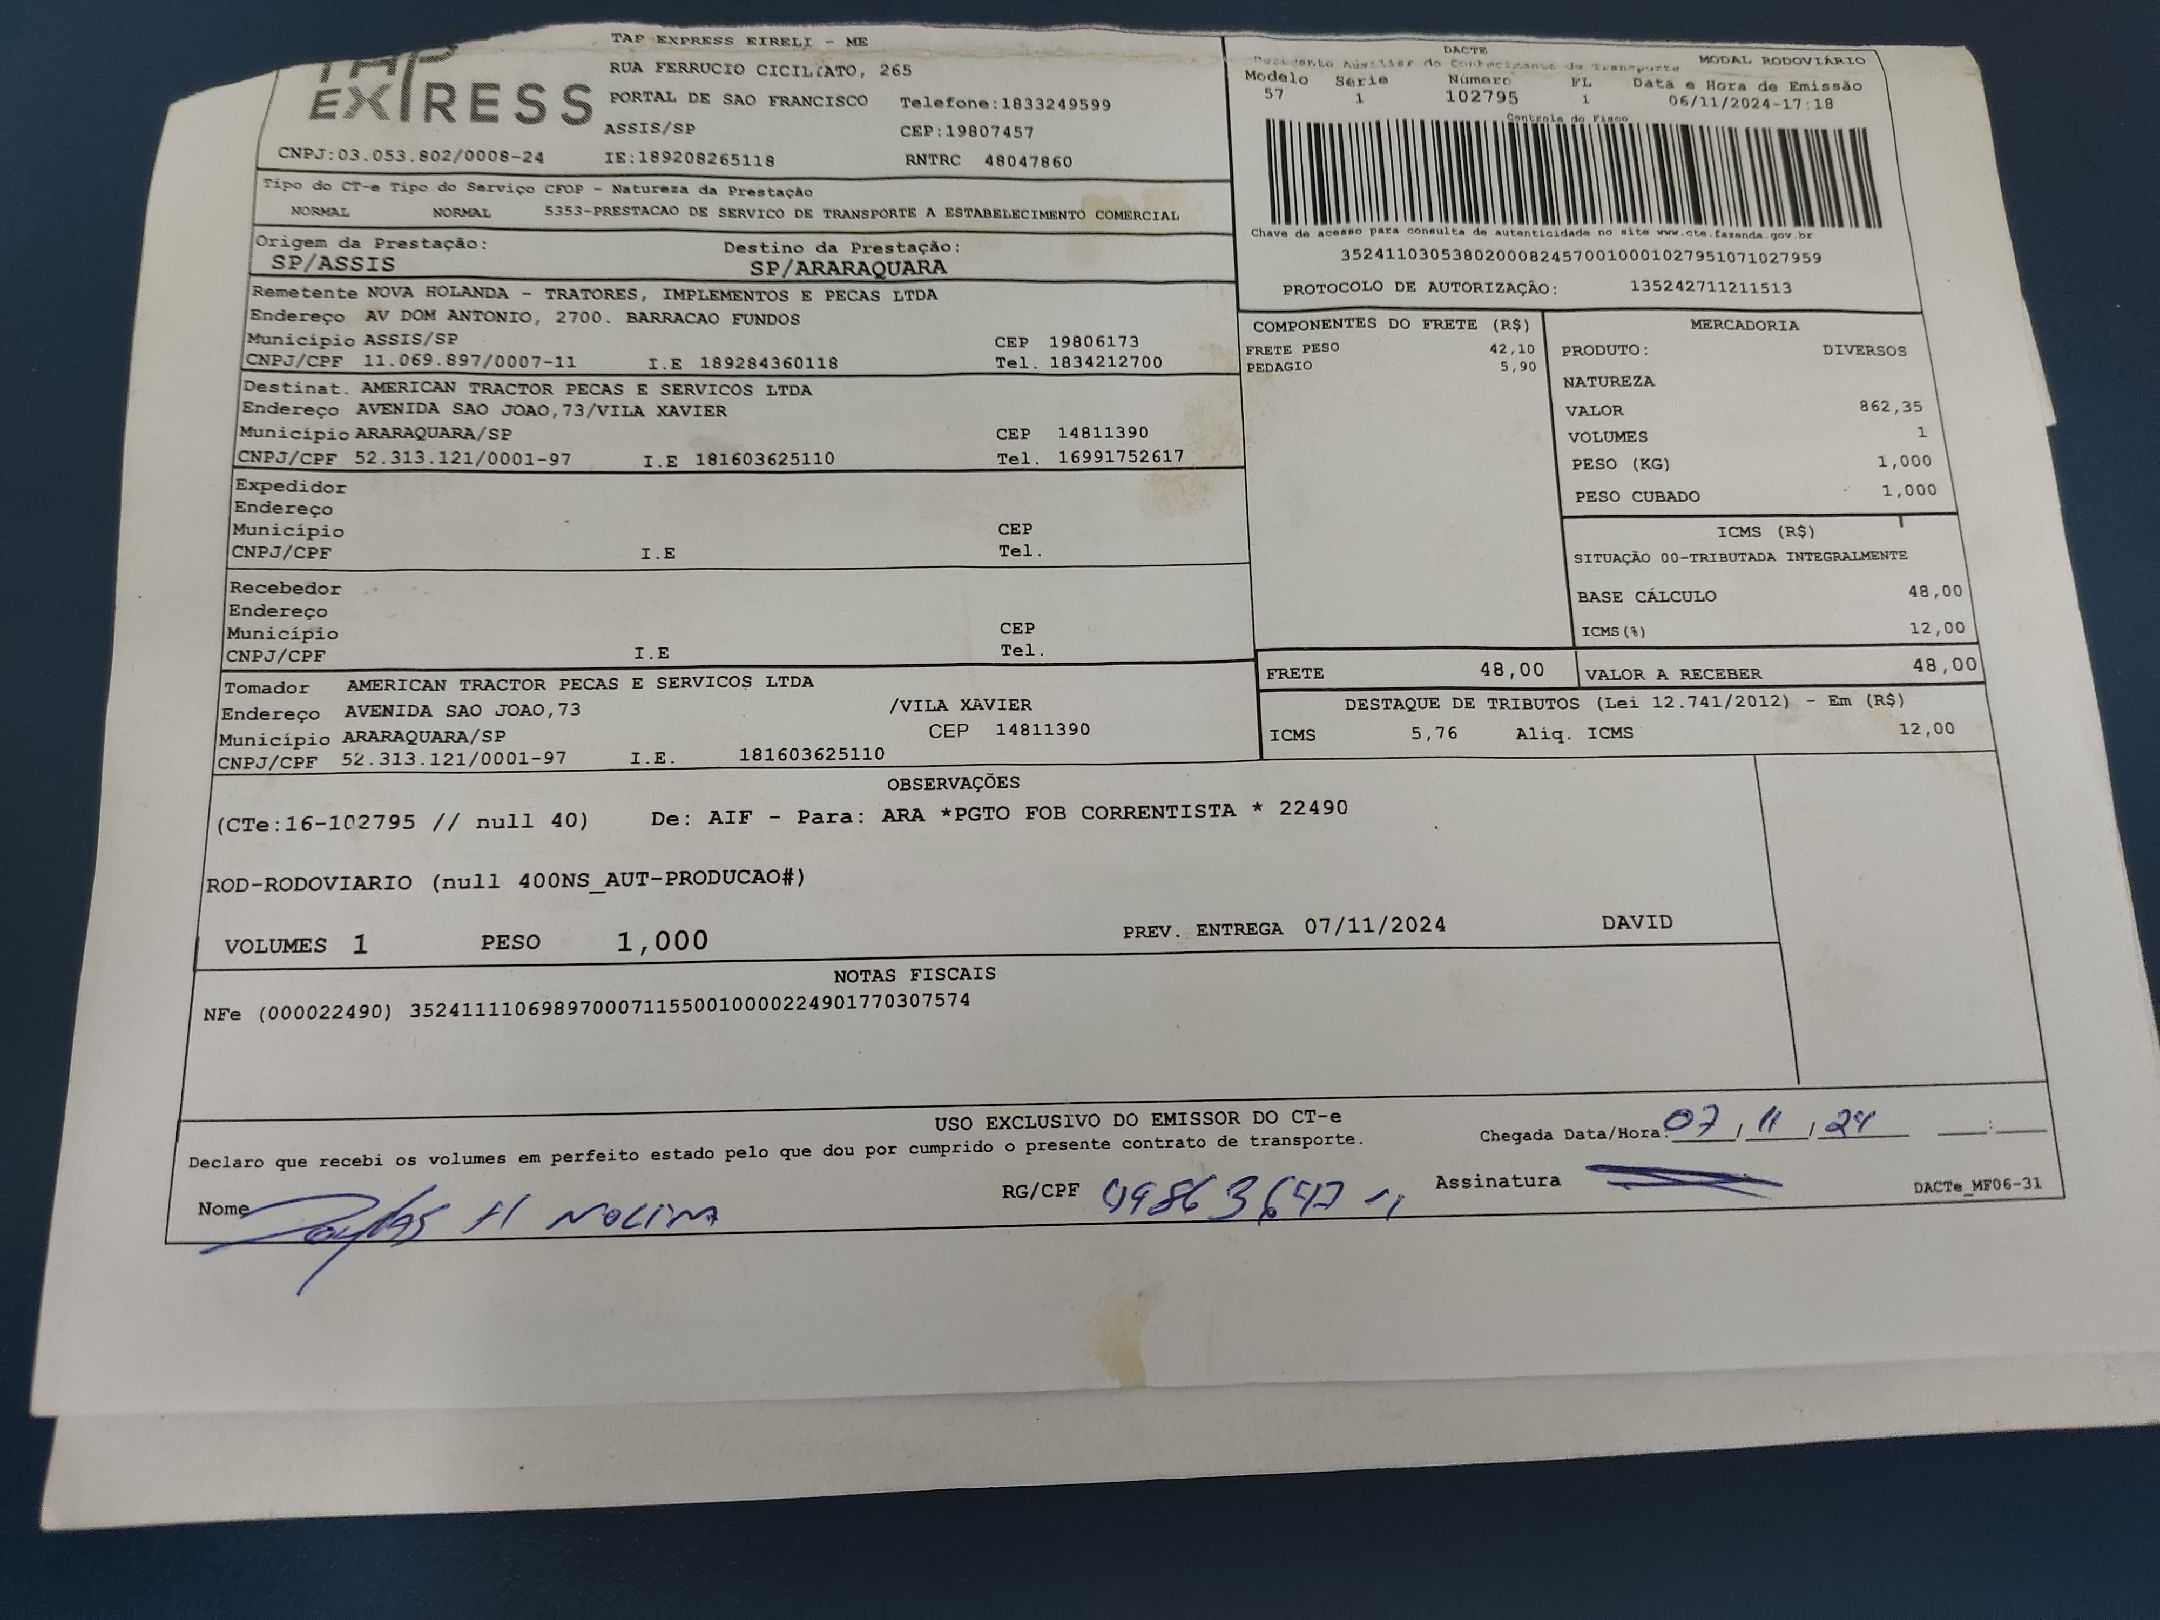 TAP EXPRESS
TAP EXPRESS EIRELI - ME
RUA FERRUCIO CICILIATO, 265
PORTAL DE SAO FRANCISCO Telefone:1833249599
ASSIS/SP CEP:19807457
CNPJ:03.053.802/0008-24 IE:189208265118 RNTRC 48047860
DACTE
Documento Auxiliar do Conhecimento de Transporte MODAL RODOVIÁRIO
Modelo Série Número FL Data e Hora de Emissão
57 1 102795 1 06/11/2024-17:18
Controle do Fisco
Chave de acesso para consulta de autenticidade no site www.cte.fazenda.gov.br
35241103053802000824570010001027951071027959
PROTOCOLO DE AUTORIZAÇÃO: 135242711211513
Tipo do CT-e Tipo do Serviço CFOP - Natureza da Prestação
NORMAL NORMAL 5353-PRESTACAO DE SERVICO DE TRANSPORTE A ESTABELECIMENTO COMERCIAL
Origem da Prestação: Destino da Prestação:
SP/ASSIS SP/ARARAQUARA
Remetente NOVA HOLANDA - TRATORES, IMPLEMENTOS E PECAS LTDA
Endereço AV DOM ANTONIO, 2700. BARRACAO FUNDOS
Município ASSIS/SP CEP 19806173
CNPJ/CPF 11.069.897/0007-11 I.E 189284360118 Tel. 1834212700
Destinat. AMERICAN TRACTOR PECAS E SERVICOS LTDA
Endereço AVENIDA SAO JOAO,73/VILA XAVIER
Município ARARAQUARA/SP CEP 14811390
CNPJ/CPF 52.313.121/0001-97 I.E 181603625110 Tel. 16991752617
Expedidor
Endereço
Município CEP
CNPJ/CPF I.E Tel.
Recebedor
Endereço
Município CEP
CNPJ/CPF I.E Tel.
Tomador AMERICAN TRACTOR PECAS E SERVICOS LTDA
Endereço AVENIDA SAO JOAO,73 /VILA XAVIER
Município ARARAQUARA/SP CEP 14811390
CNPJ/CPF 52.313.121/0001-97 I.E. 181603625110
COMPONENTES DO FRETE (R$)
FRETE PESO 42,10
PEDAGIO 5,90
MERCADORIA
PRODUTO: DIVERSOS
NATUREZA
VALOR 862,35
VOLUMES 1
PESO (KG) 1,000
PESO CUBADO 1,000
ICMS (R$)
SITUAÇÃO 00-TRIBUTADA INTEGRALMENTE
BASE CÁLCULO 48,00
ICMS(%) 12,00
FRETE 48,00 VALOR A RECEBER 48,00
DESTAQUE DE TRIBUTOS (Lei 12.741/2012) - Em (R$)
ICMS 5,76 Aliq. ICMS 12,00
OBSERVAÇÕES
(CTe:16-102795 // null 40) De: AIF - Para: ARA *PGTO FOB CORRENTISTA * 22490
ROD-RODOVIARIO (null 400NS_AUT-PRODUCAO#)
VOLUMES 1 PESO 1,000 PREV. ENTREGA 07/11/2024 DAVID
NOTAS FISCAIS
NFe (000022490) 35241111069897000711550010000224901770307574
USO EXCLUSIVO DO EMISSOR DO CT-e
Declaro que recebi os volumes em perfeito estado pelo que dou por cumprido o presente contrato de transporte. Chegada Data/Hora: 07/11/24 :
Nome Douglas H MOLINA RG/CPF Assinatura DACTe_MF06-31